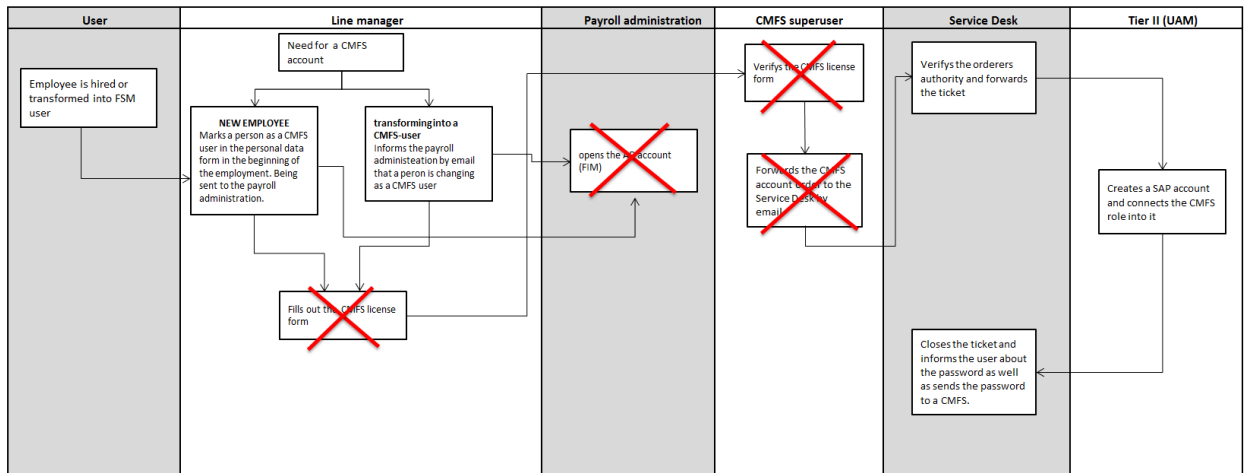 User
Line manager
Payroll administration
CMFS superuser
Service Desk
Tier II (UAM)
Need for a CMFS
account
Employee is hired or
transformed into FSM
user
NEW EMPLOYEE
Marks a person as a CMFS
user in the personal data
form in the beginning of
the employment. Being
sent to the payroll
administration.
transforming into a
CMFS-user
Informs the payroll
administeation by email
that a peron is changing
as a CMFS user
Fills out the CMFS license
form
opens the AD account
(FIM)
Verifys the CMFS license
form
Forwards the CMFS
account order to the
Service Desk by
email
Verifies the orderers
authority and forwards
the ticket
Creates a SAP account
and connects the CMFS
role into it
Closes the ticket and
informs the user about
the password as well
as sends the password
to a CMFS.